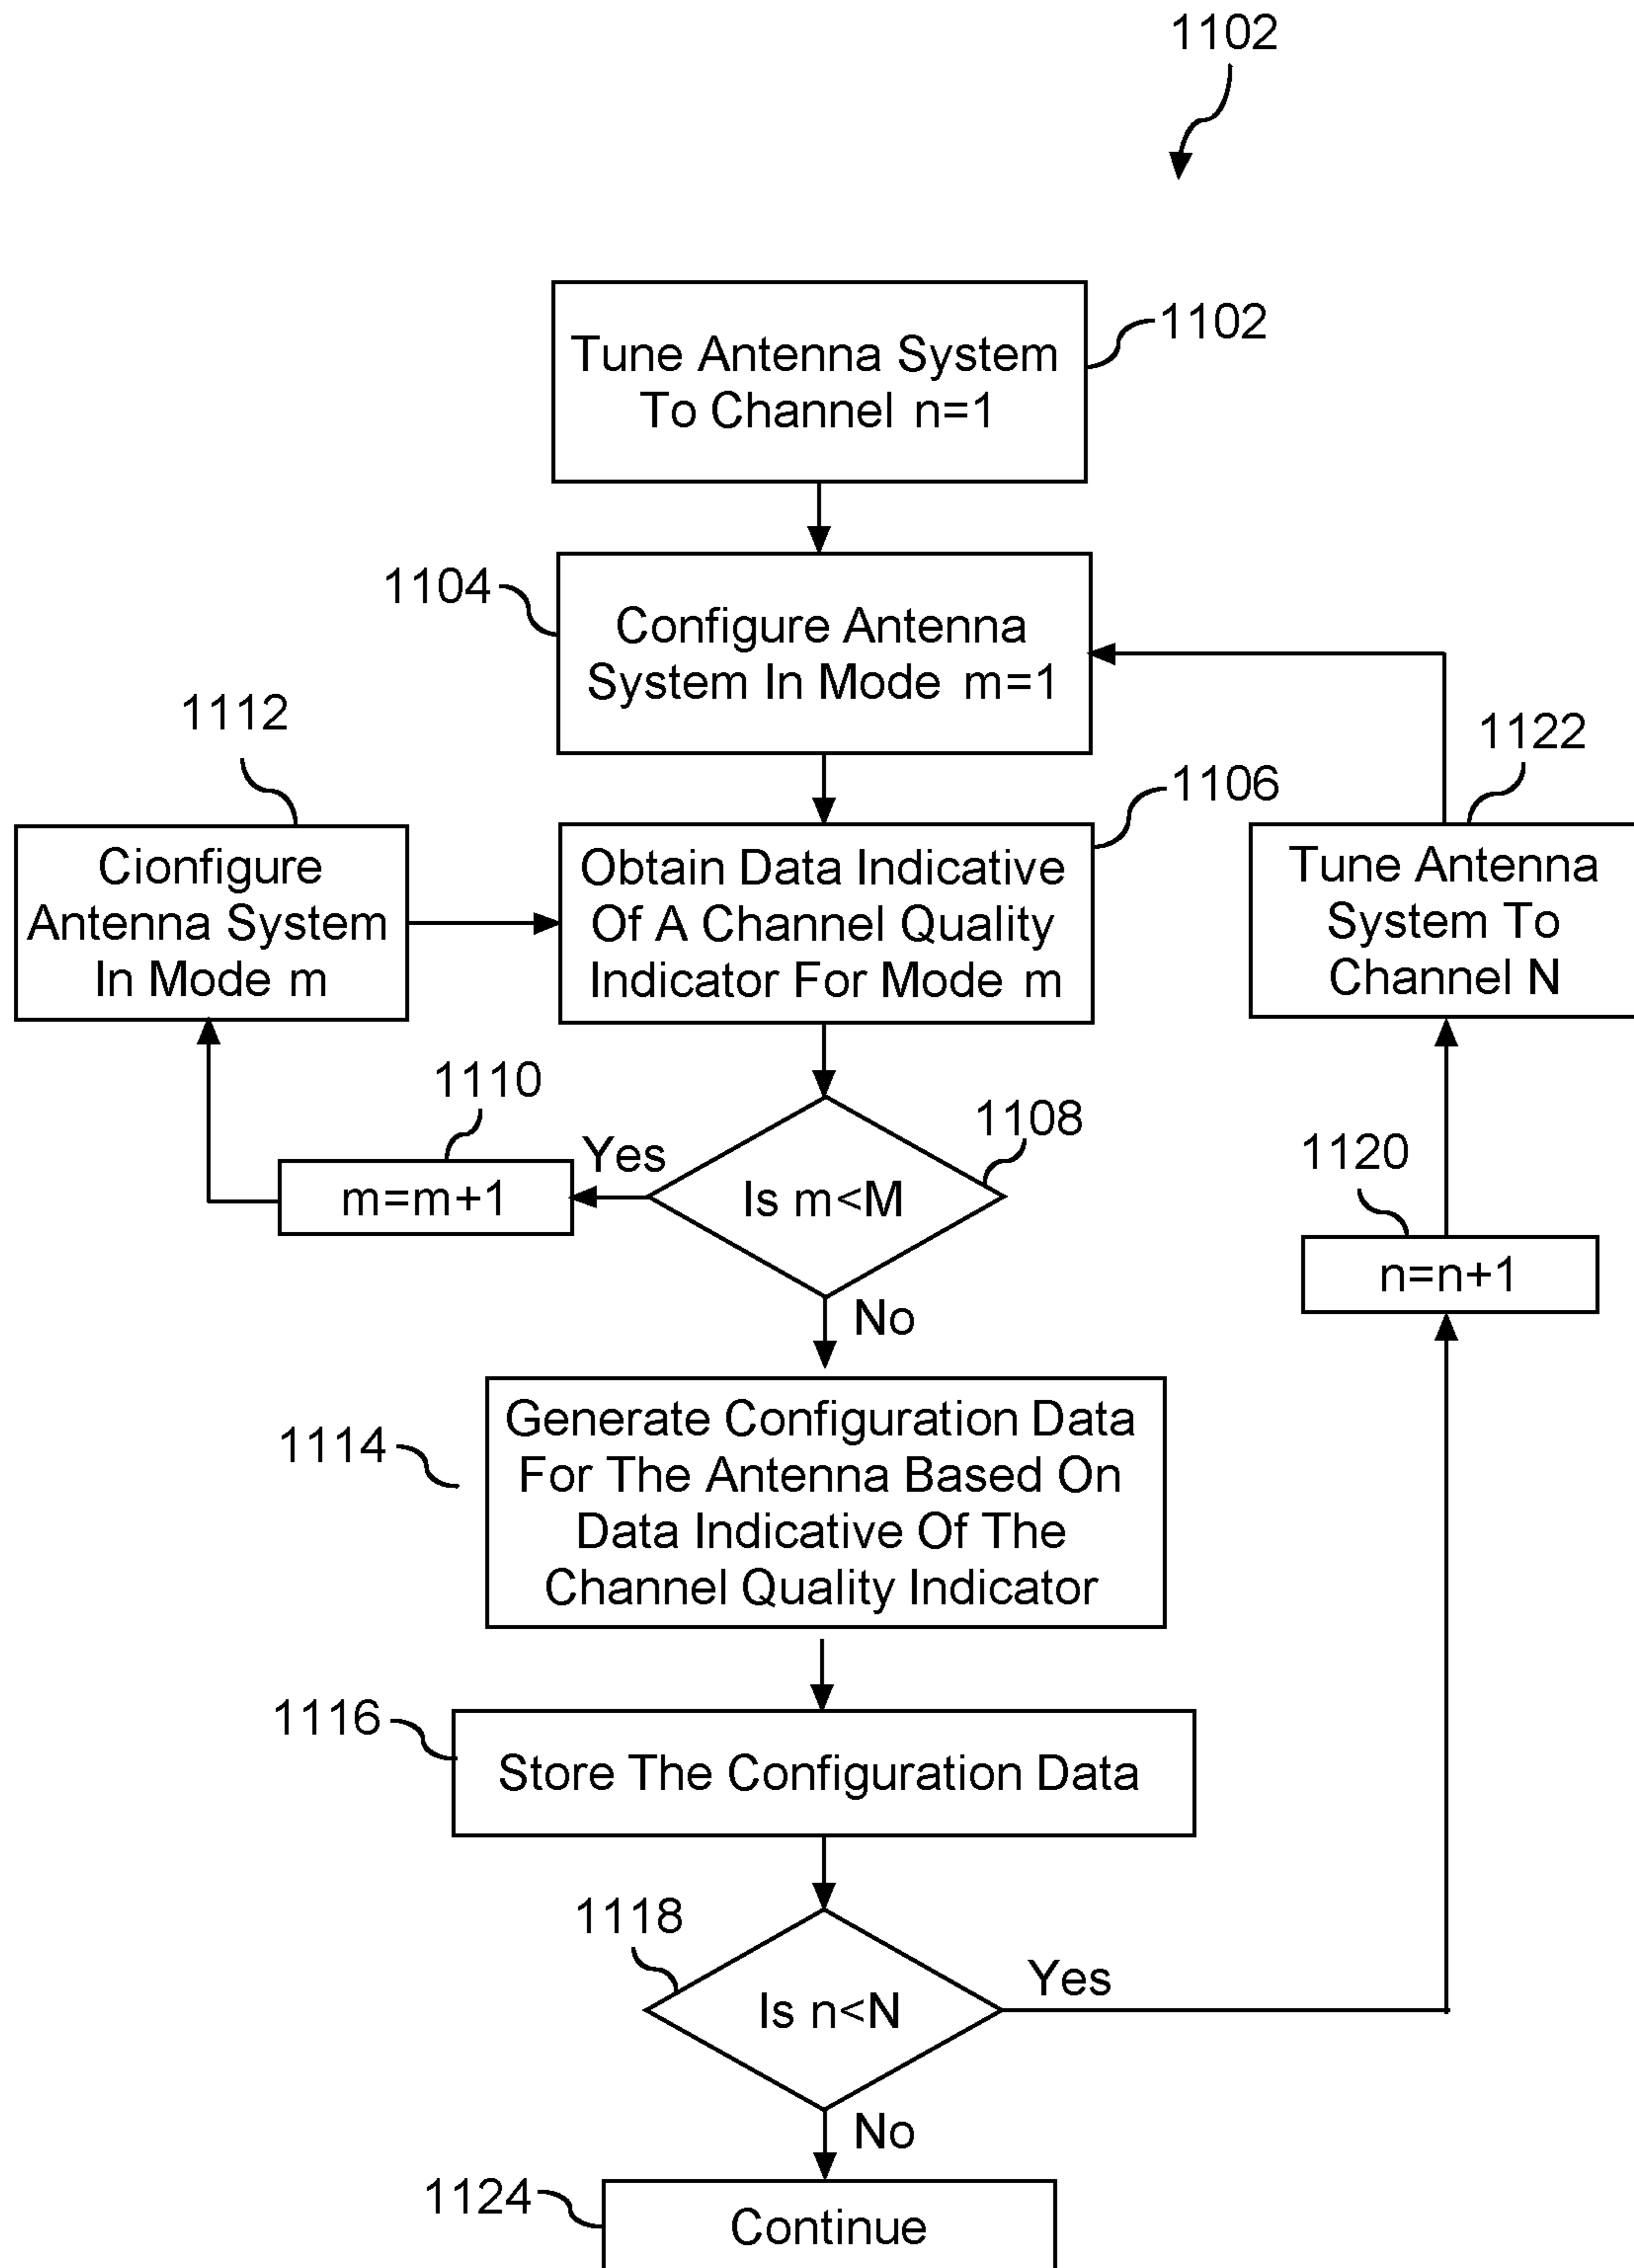 1102
Tune Antenna System
To Channel n=1
1102
1104
Configure Antenna
System In Mode m=1
1112
Cionfigure
Antenna System
In Mode m
1106
Obtain Data Indicative
Of A Channel Quality
Indicator For Mode m
1122
Tune Antenna
System To
Channel N
1110
m=m+1
Yes
1108
Is m<M
No
1120
n=n+1
1114
Generate Configuration Data
For The Antenna Based On
Data Indicative Of The
Channel Quality Indicator
1116
Store The Configuration Data
1118
Is n<N
Yes
No
1124
Continue